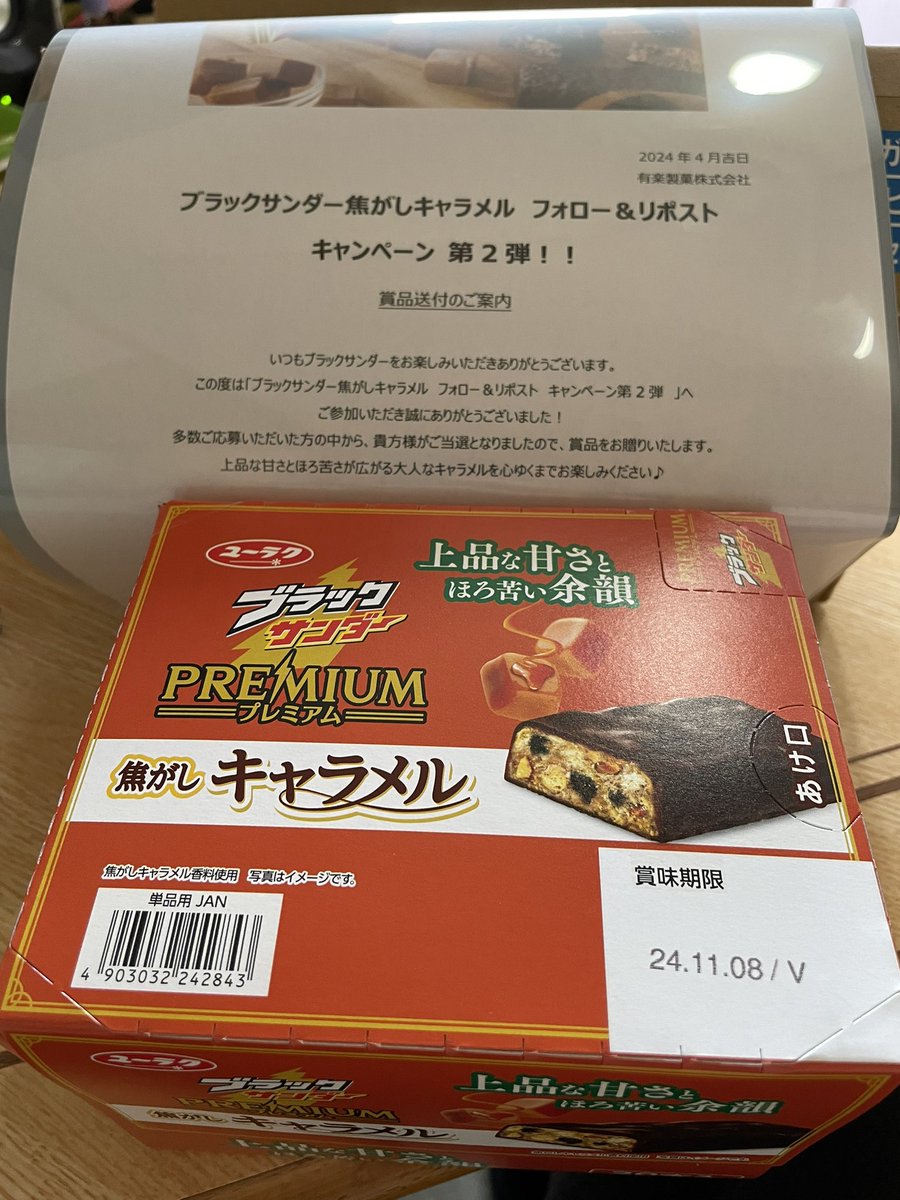 2024年4月吉日
有楽製菓株式会社
ブラックサンダー焦がしキャラメル フォロー＆リポスト
キャンペーン 第2弾！！
賞品送付のご案内
いつもブラックサンダーをお楽しみいただきありがとうございます。
この度は「ブラックサンダー焦がしキャラメル フォロー＆リポスト キャンペーン第2弾 」へ
ご参加いただき誠にありがとうございました！
多数ご応募いただいた方の中から、貴方様がご当選となりましたので、賞品をお贈りいたします。
上品な甘さとほろ苦さが広がる大人なキャラメルを心ゆくまでお楽しみください♪
ユーラク
上品な甘さと
ほろ苦い余韻
ブラック
サンダー
PREMIUM
プレミアム
PREMIUM
ブラック
サンダー
焦がしキャラメル
あけ口
焦がしキャラメル香料使用 写真はイメージです。
単品用 JAN
4 903032 242843
賞味期限
24.11.08 / V
ユーラク
ブラック
サンダー
PREMIUM
焦がしキャラメル
上品な甘さと
ほろ苦い余韻
上品な甘さと